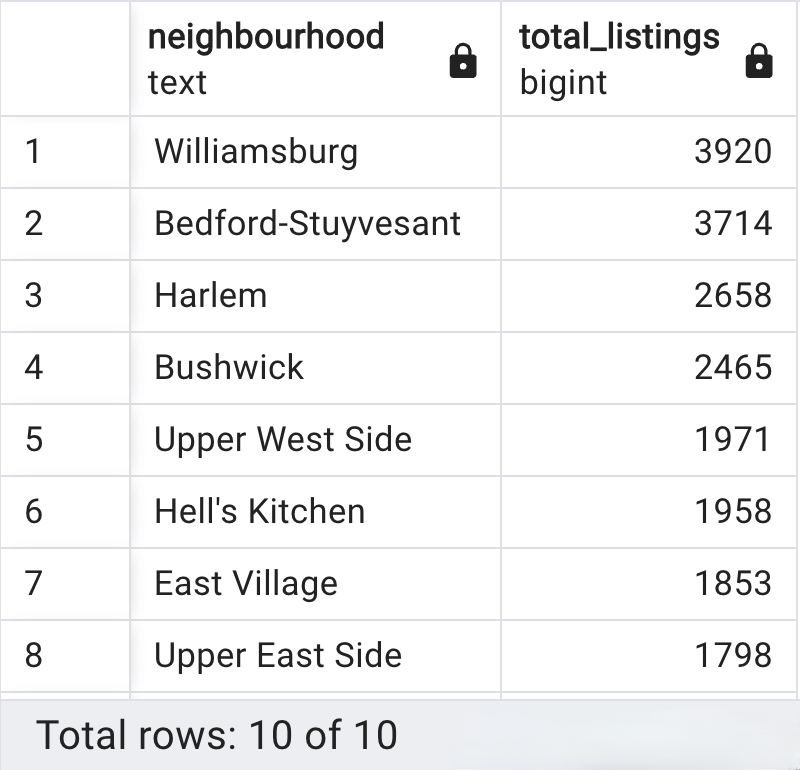 neighbourhood total_listings
text bigint
1 Williamsburg 3920
2 Bedford-Stuyvesant 3714
3 Harlem 2658
4 Bushwick 2465
5 Upper West Side 1971
6 Hell's Kitchen 1958
7 East Village 1853
8 Upper East Side 1798
Total rows: 10 of 10